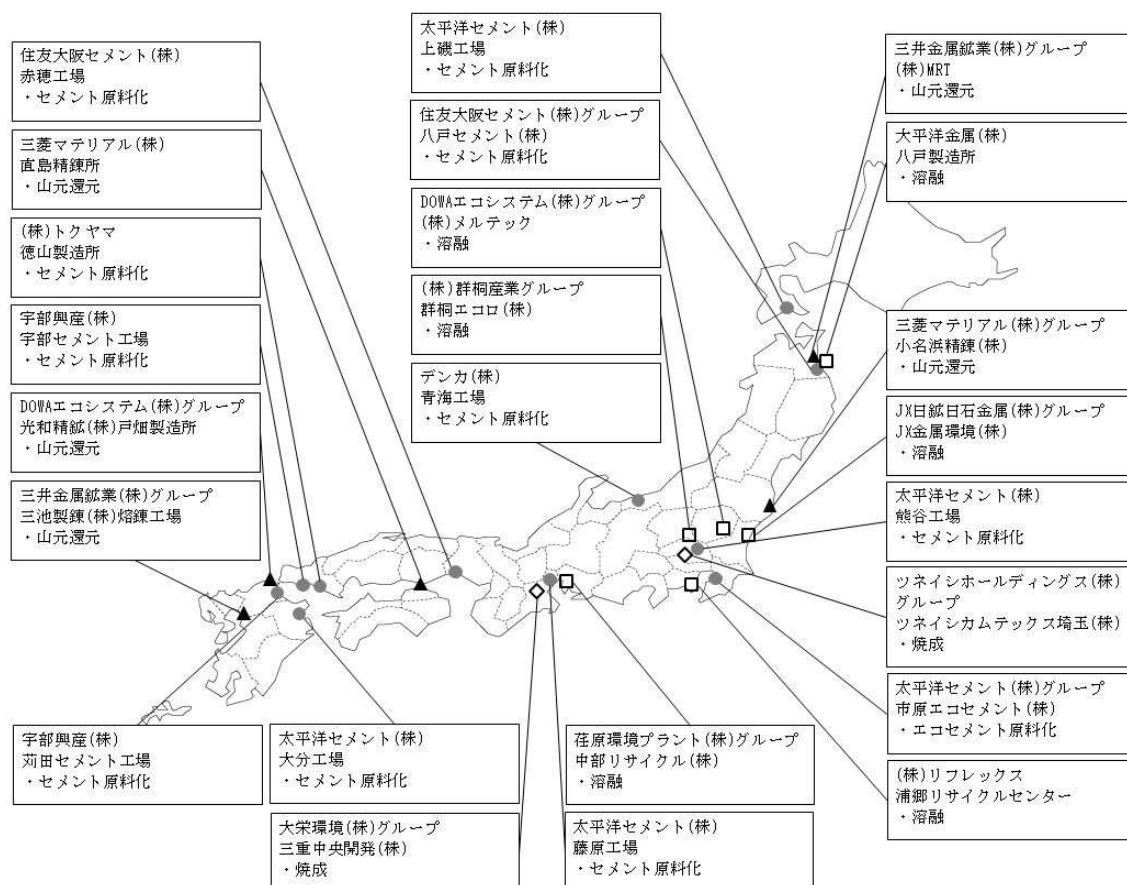 住友大阪セメント(株)
赤穂工場
・セメント原料化
三菱マテリアル(株)
直島精錬所
・山元還元
(株)トクヤマ
徳山製造所
・セメント原料化
宇部興産(株)
宇部セメント工場
・セメント原料化
DOWAエコシステム(株)グループ
光和精鉱(株)戸畑製造所
・山元還元
三井金属鉱業(株)グループ
三池製錬(株)熔錬工場
・山元還元
太平洋セメント(株)
上磯工場
・セメント原料化
住友大阪セメント(株)グループ
八戸セメント(株)
・セメント原料化
DOWAエコシステム(株)グループ
(株)メルテック
・溶融
(株)群桐産業グループ
群桐エコロ(株)
・溶融
デンカ(株)
青海工場
・セメント原料化
三井金属鉱業(株)グループ
(株)MRT
・山元還元
大平洋金属(株)
八戸製造所
・溶融
三菱マテリアル(株)グループ
小名浜精錬(株)
・山元還元
JX日鉱日石金属(株)グループ
JX金属環境(株)
・溶融
太平洋セメント(株)
熊谷工場
・セメント原料化
ツネイシホールディングス(株)
グループ
ツネイシカムテックス埼玉(株)
・焼成
太平洋セメント(株)グループ
市原エコセメント(株)
・エコセメント原料化
(株)リフレックス
浦郷リサイクルセンター
・溶融
宇部興産(株)
苅田セメント工場
・セメント原料化
太平洋セメント(株)
大分工場
・セメント原料化
荏原環境プラント(株)グループ
中部リサイクル(株)
・溶融
大栄環境(株)グループ
三重中央開発(株)
・焼成
太平洋セメント(株)
藤原工場
・セメント原料化